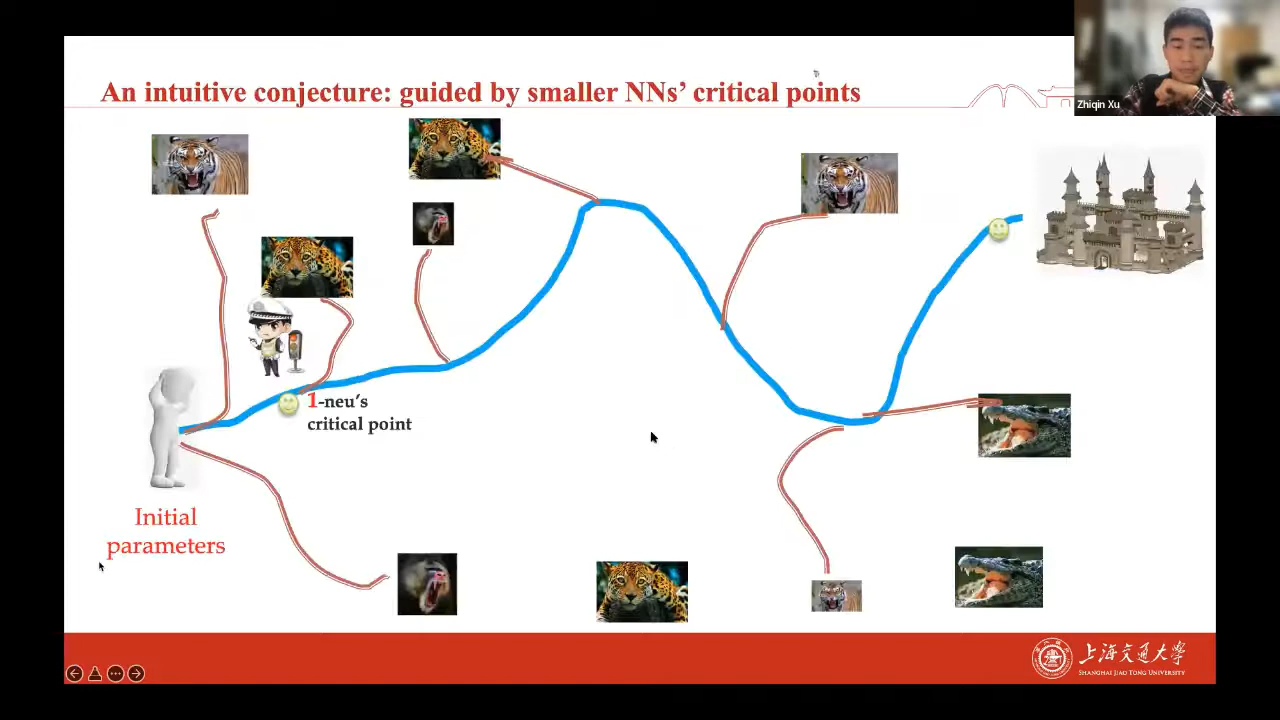 An intuitive conjecture: guided by smaller NNs’ critical points
Zhiqin Xu
1-neu’s
critical point
Initial
parameters
上海交通大学
SHANGHAI JIAO TONG UNIVERSITY